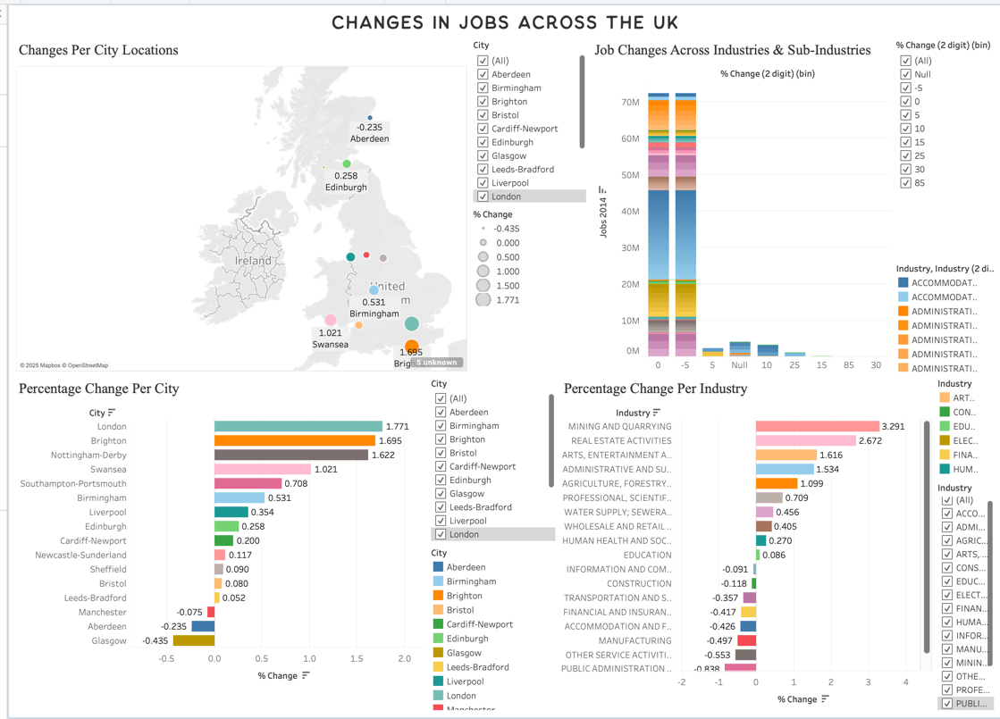 CHANGES IN JOBS ACROSS THE UK
Changes Per City Locations
-0.235
Aberdeen
0.258
Edinburgh
Ireland
United
m
0.531
Birmingham
1.021
Swansea
1.695
Brig
5 unknown
© 2025 Mapbox © OpenStreetMap
City
(All)
Aberdeen
Birmingham
Brighton
Bristol
Cardiff-Newport
Edinburgh
Glasgow
Leeds-Bradford
Liverpool
London
% Change
-0.435
0.000
0.500
1.000
1.500
1.771
Job Changes Across Industries & Sub-Industries
% Change (2 digit) (bin)
Jobs 2014
70M
60M
50M
40M
30M
20M
10M
0M
0 -5 5 Null 10 25 15 85 30
% Change (2 digit) (bin)
(All)
Null
-5
0
5
10
15
25
30
85
Industry, Industry (2 di..
ACCOMMODAT..
ACCOMMODAT..
ADMINISTRATI..
ADMINISTRATI..
ADMINISTRATI..
ADMINISTRATI..
ADMINISTRATI..
Percentage Change Per City
City
London 1.771
Brighton 1.695
Nottingham-Derby 1.622
Swansea 1.021
Southampton-Portsmouth 0.708
Birmingham 0.531
Liverpool 0.354
Edinburgh 0.258
Cardiff-Newport 0.200
Newcastle-Sunderland 0.117
Sheffield 0.090
Bristol 0.080
Leeds-Bradford 0.052
Manchester -0.075
Aberdeen -0.235
Glasgow -0.435
-0.5 0.0 0.5 1.0 1.5 2.0
% Change
City
(All)
Aberdeen
Birmingham
Brighton
Bristol
Cardiff-Newport
Edinburgh
Glasgow
Leeds-Bradford
Liverpool
London
City
Aberdeen
Birmingham
Brighton
Bristol
Cardiff-Newport
Edinburgh
Glasgow
Leeds-Bradford
Liverpool
London
Manchester
Percentage Change Per Industry
Industry
MINING AND QUARRYING 3.291
REAL ESTATE ACTIVITIES 2.672
ARTS, ENTERTAINMENT A.. 1.616
ADMINISTRATIVE AND SU.. 1.534
AGRICULTURE, FORESTRY.. 1.099
PROFESSIONAL, SCIENTIF.. 0.709
WATER SUPPLY; SEWERA.. 0.456
WHOLESALE AND RETAIL .. 0.405
HUMAN HEALTH AND SOC.. 0.270
EDUCATION 0.086
INFORMATION AND COM.. -0.091
CONSTRUCTION -0.118
TRANSPORTATION AND S.. -0.357
FINANCIAL AND INSURAN.. -0.417
ACCOMMODATION AND F.. -0.426
MANUFACTURING -0.497
OTHER SERVICE ACTIVITI.. -0.553
PUBLIC ADMINISTRATION .. -0.838
-2 -1 0 1 2 3 4
% Change
Industry
ART..
CON..
EDU..
ELEC..
FINA..
HUM..
Industry
(All)
ACCO...
ADMI...
AGRIC...
ARTS, ...
CONS...
EDUC...
ELECT...
FINAN...
HUMA...
INFOR...
MANU...
MININ...
OTHE...
PROFE...
PUBLI...